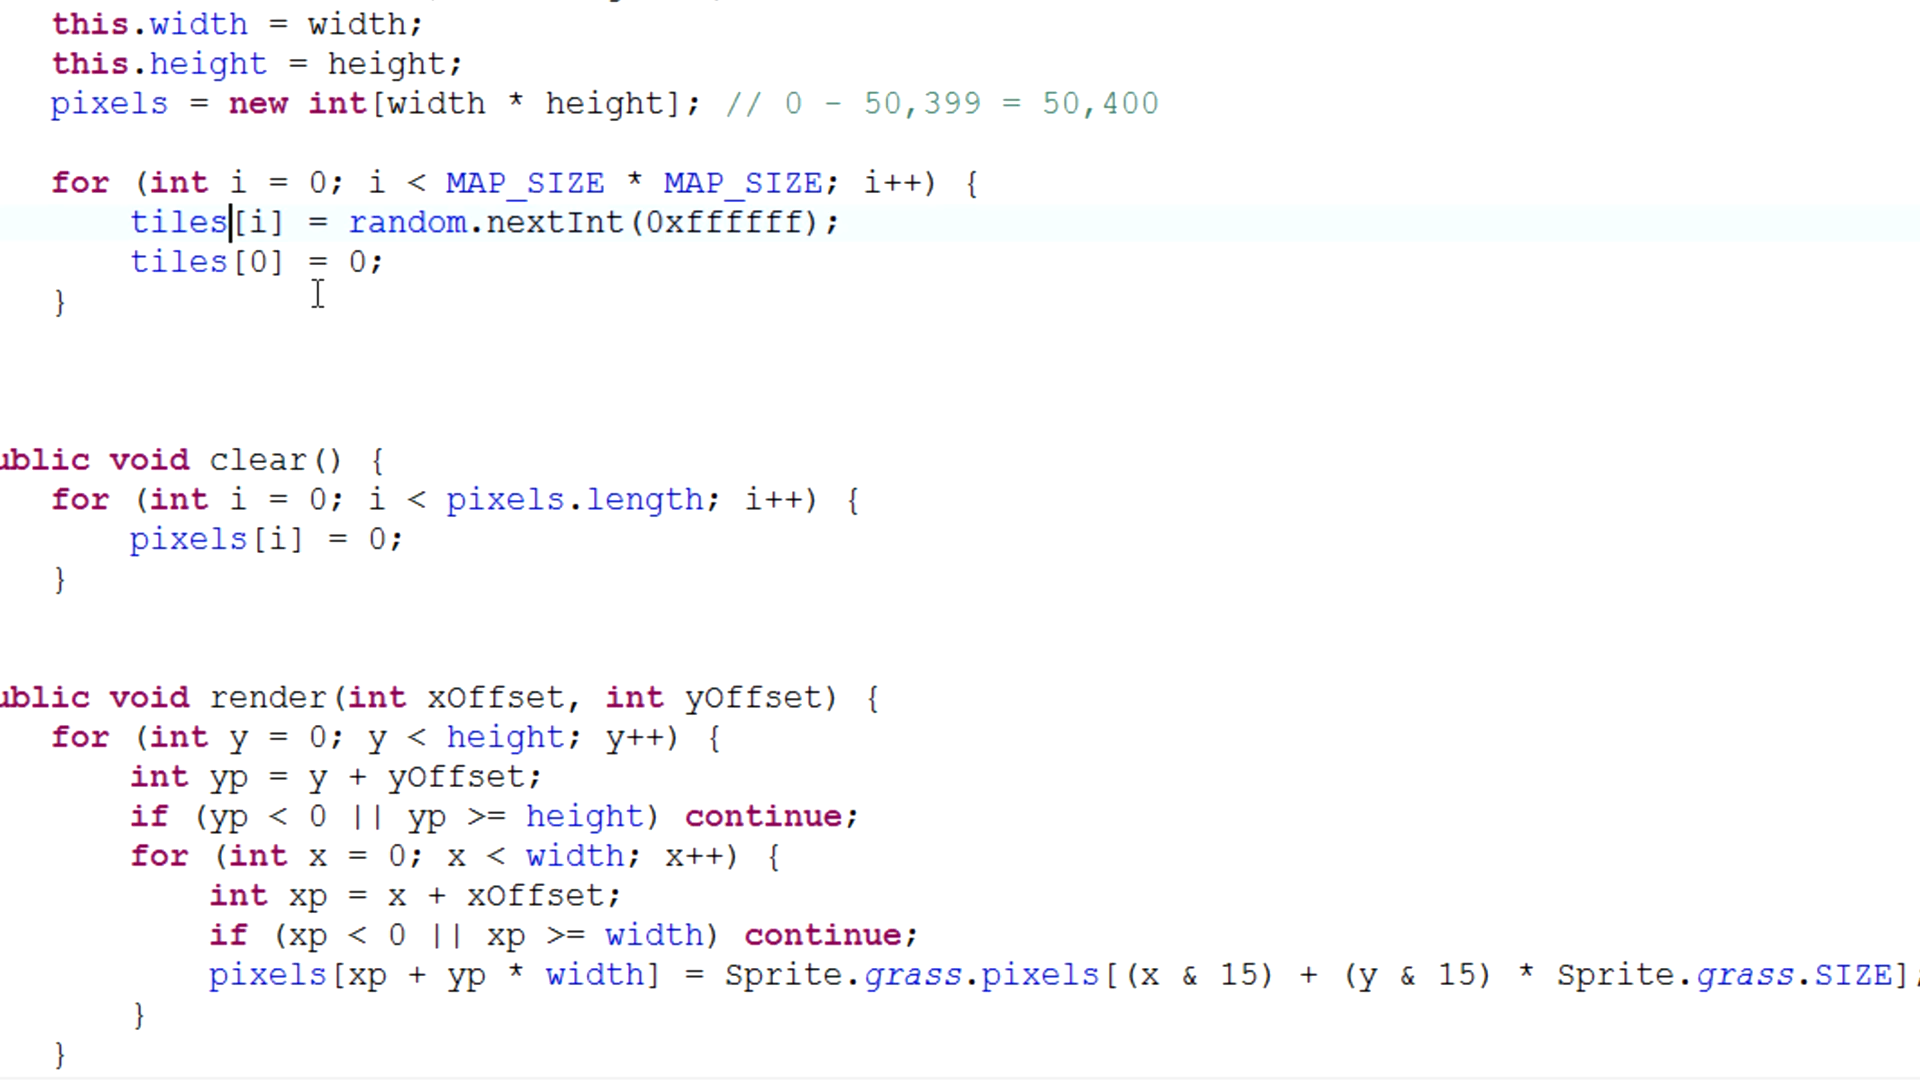 this.width = width;
this.height = height;
pixels = new int[width * height]; // 0 - 50,399 = 50,400
for (int i = 0; i < MAP_SIZE * MAP_SIZE; i++) {
tiles[i] = random.nextInt(0xffffff);
tiles[0] = 0;
}
ublic void clear() {
for (int i = 0; i < pixels.length; i++) {
pixels[i] = 0;
}
ublic void render(int xOffset, int yOffset) {
for (int y = 0; y < height; y++) {
int yp = y + yOffset;
if (yp < 0 || yp >= height) continue;
for (int x = 0; x < width; x++) {
int xp = x + xOffset;
if (xp < 0 || xp >= width) continue;
pixels[xp + yp * width] = Sprite.grass.pixels[(x & 15) + (y & 15) * Sprite.grass.SIZE];
}
}